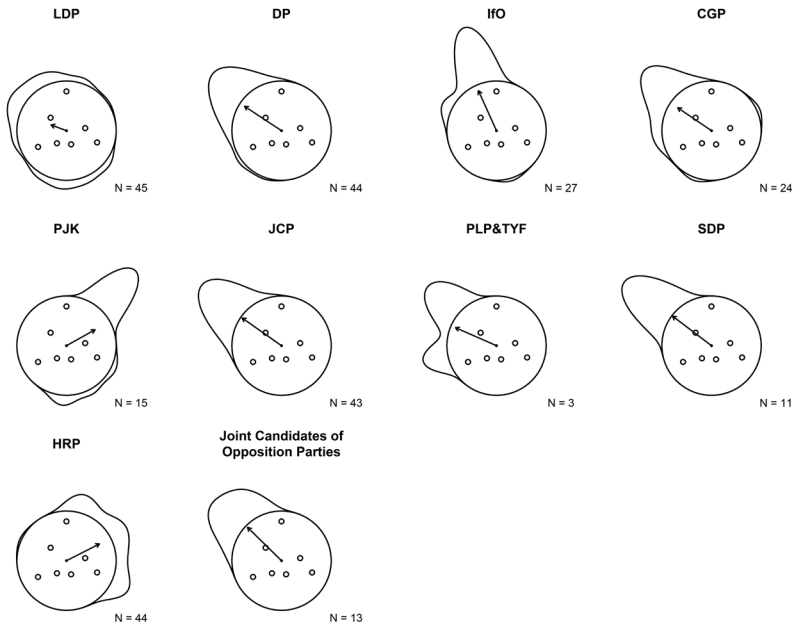 LDP
DP
IfO
CGP
N = 45
N = 44
N = 27
N = 24
PJK
JCP
PLP&TYF
SDP
N = 15
N = 43
N = 3
N = 11
HRP
Joint Candidates of
Opposition Parties
N = 44
N = 13